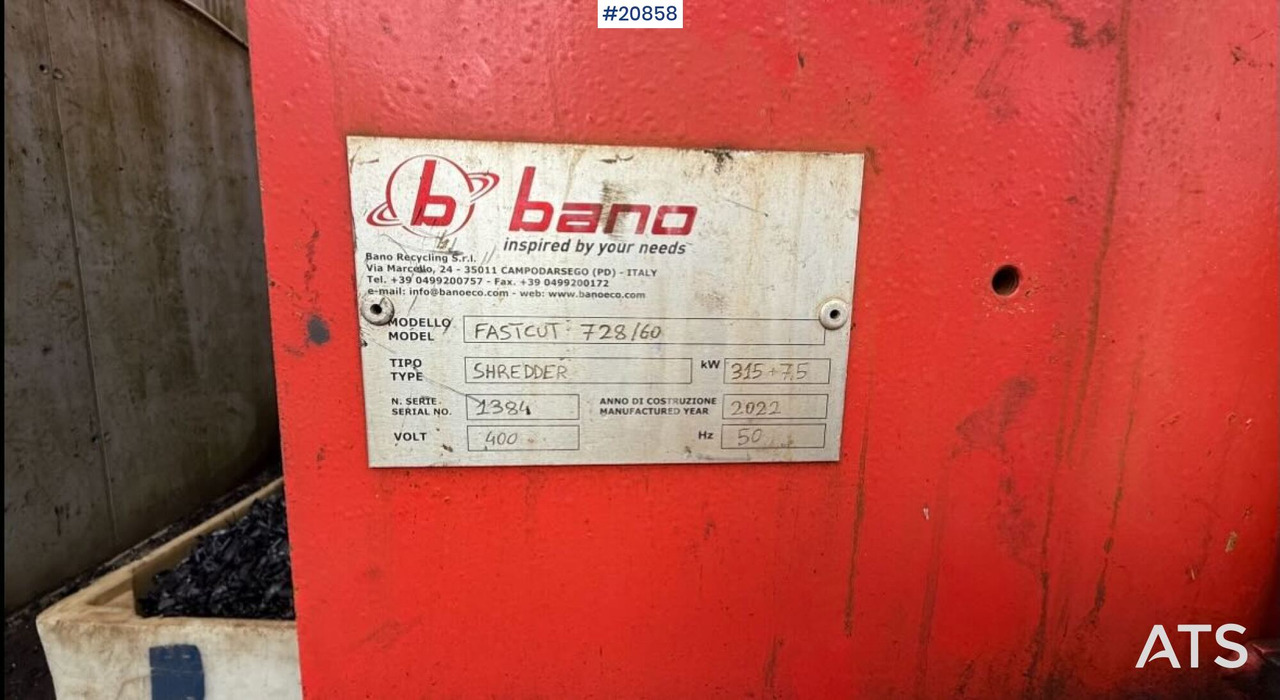 #20858
b bano
inspired by your needs
Bano Recycling S.r.l.
Via Marcello, 24 - 35011 CAMPODARSEGO (PD) - ITALY
Tel. +39 0499200757 - Fax. +39 0499200172
e-mail: info@banoeco.com - web: www.banoeco.com
MODELLO
MODEL FASTCUT 728/60
TIPO
TYPE SHREDDER kW 315+7,5
N. SERIE
SERIAL NO. 1384 ANNO DI COSTRUZIONE
MANUFACTURED YEAR 2022
VOLT 400 Hz 50
ATS